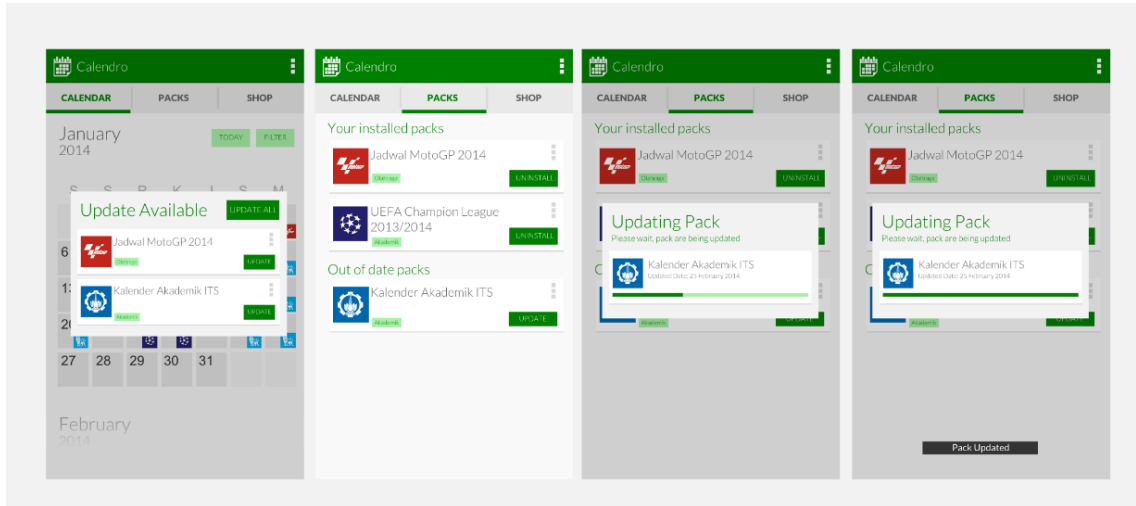 Calendro
CALENDAR PACKS SHOP
January
2014
TODAY FILTER
S S R K J S M
Update Available UPDATE ALL
Jadwal MotoGP 2014
Olahraga
UPDATE
6
Kalender Akademik ITS
Akademik
UPDATE
27 28 29 30 31
February
2014
Calendro
CALENDAR PACKS SHOP
Your installed packs
Jadwal MotoGP 2014
Olahraga
UNINSTALL
UEFA Champion League
2013/2014
Akademik
UNINSTALL
Out of date packs
Kalender Akademik ITS
Akademik
UPDATE
Calendro
CALENDAR PACKS SHOP
Your installed packs
Jadwal MotoGP 2014
Olahraga
UNINSTALL
Updating Pack
Please wait, pack are being updated
Kalender Akademik ITS
Updated Date: 25 February 2014
Akademik
UPDATE
Calendro
CALENDAR PACKS SHOP
Your installed packs
Jadwal MotoGP 2014
Olahraga
UNINSTALL
Updating Pack
Please wait, pack are being updated
Kalender Akademik ITS
Updated Date: 25 February 2014
Akademik
UPDATE
Pack Updated